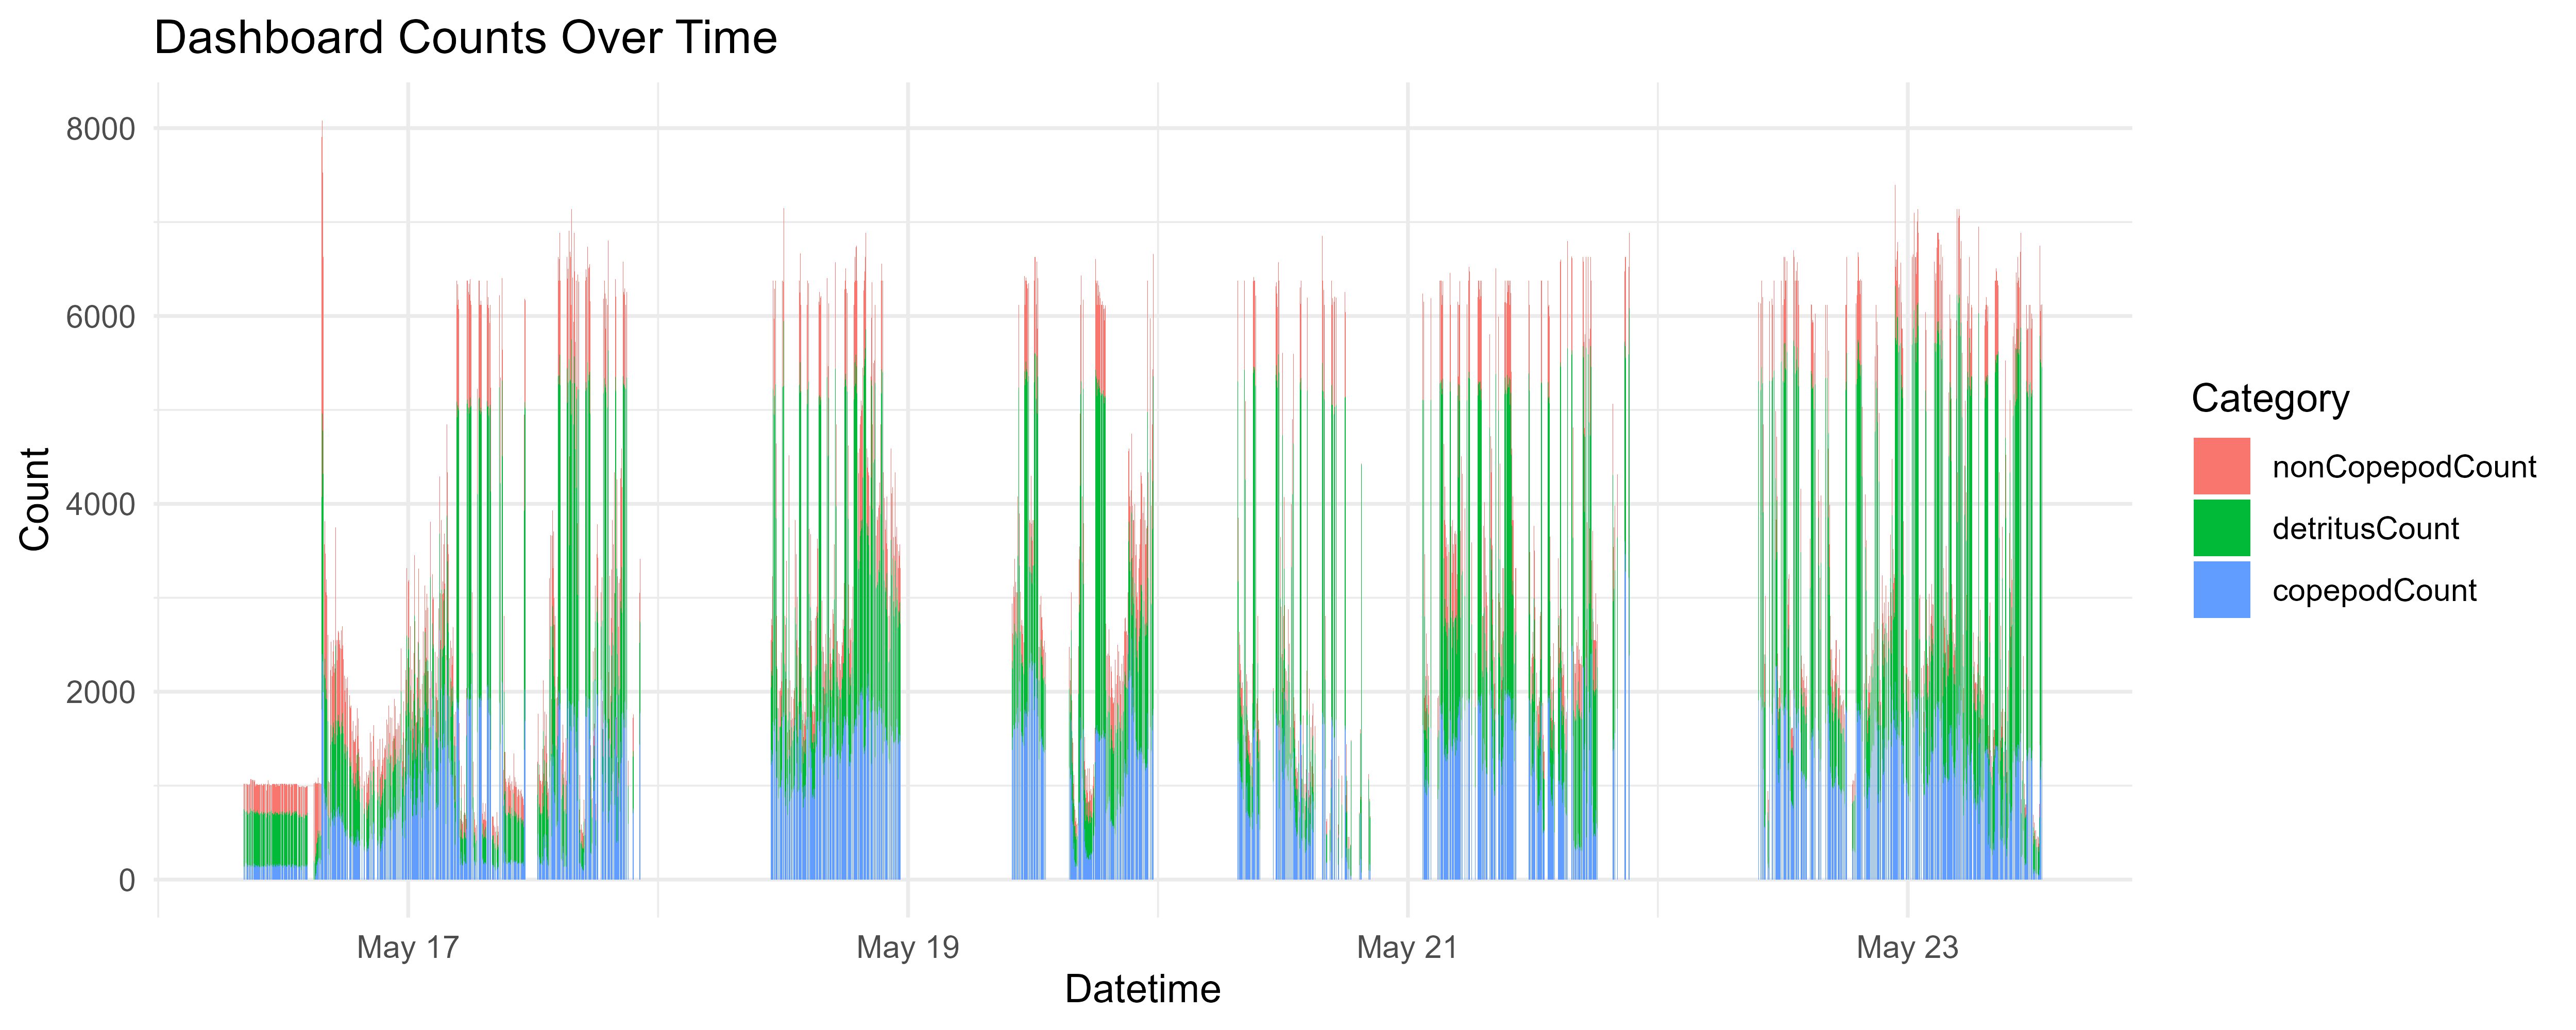 Dashboard Counts Over Time
Count
8000
6000
4000
2000
0
May 17
May 19
May 21
May 23
Datetime
Category
nonCopepodCount
detritusCount
copepodCount